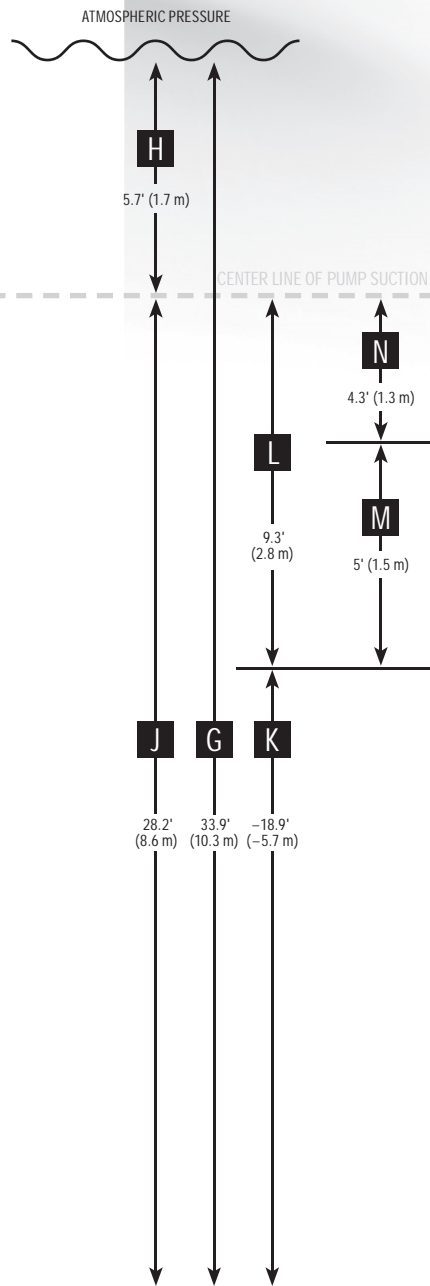 ATMOSPHERIC PRESSURE
H
5.7' (1.7 m)
CENTER LINE OF PUMP SUCTION
N
4.3' (1.3 m)
L
9.3'
(2.8 m)
M
5' (1.5 m)
J G K
28.2' 33.9' –18.9'
(8.6 m) (10.3 m) (–5.7 m)